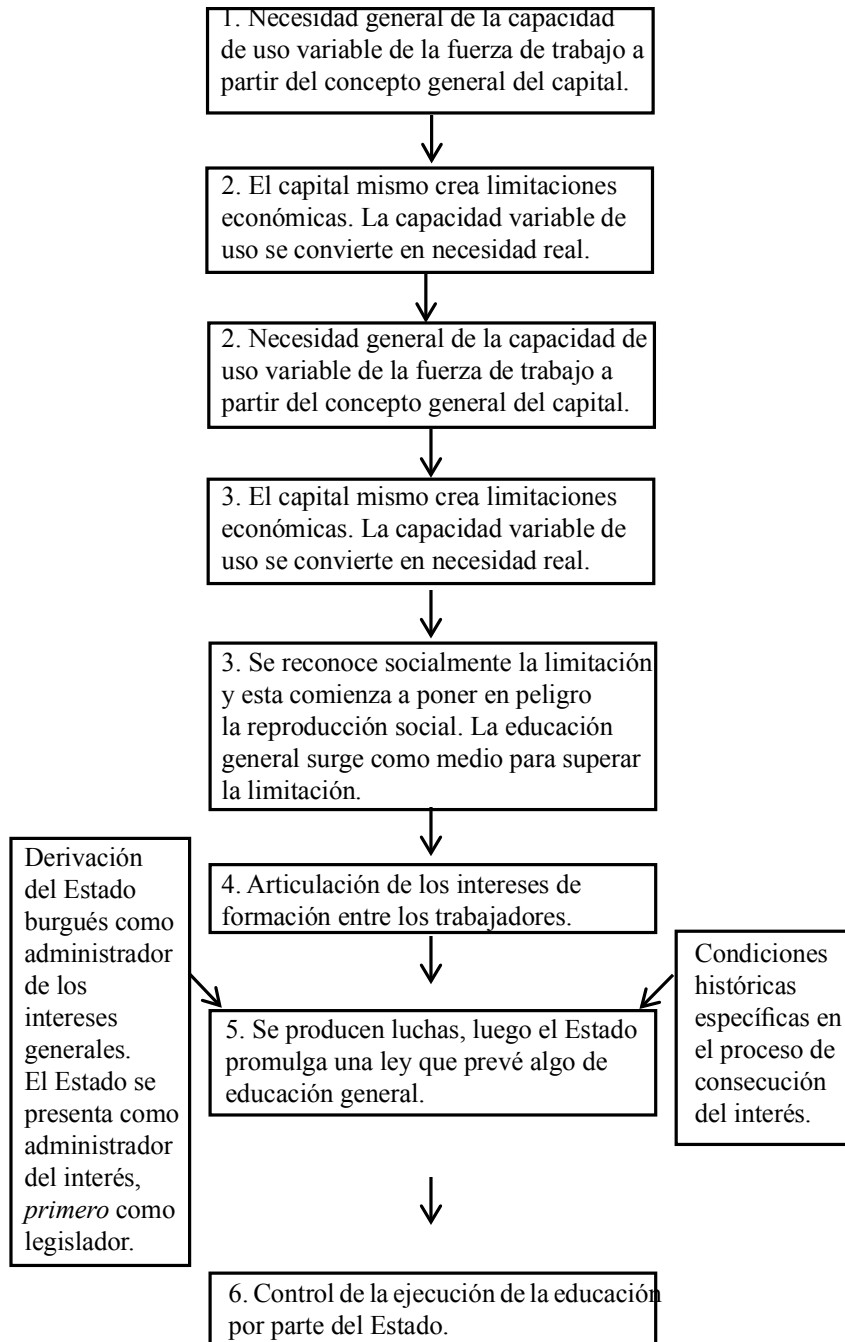 1. Necesidad general de la capacidad
de uso variable de la fuerza de trabajo a
partir del concepto general del capital.
2. El capital mismo crea limitaciones
económicas. La capacidad variable de
uso se convierte en necesidad real.
2. Necesidad general de la capacidad de
uso variable de la fuerza de trabajo a
partir del concepto general del capital.
3. El capital mismo crea limitaciones
económicas. La capacidad variable de
uso se convierte en necesidad real.
3. Se reconoce socialmente la limitación
y esta comienza a poner en peligro
la reproducción social. La educación
general surge como medio para superar
la limitación.
4. Articulación de los intereses de
formación entre los trabajadores.
Derivación
del Estado
burgués como
administrador
de los
intereses
generales.
El Estado se
presenta como
administrador
del interés,
primero como
legislador.
5. Se producen luchas, luego el Estado
promulga una ley que prevé algo de
educación general.
Condiciones
históricas
específicas en
el proceso de
consecución
del interés.
6. Control de la ejecución de la educación
por parte del Estado.